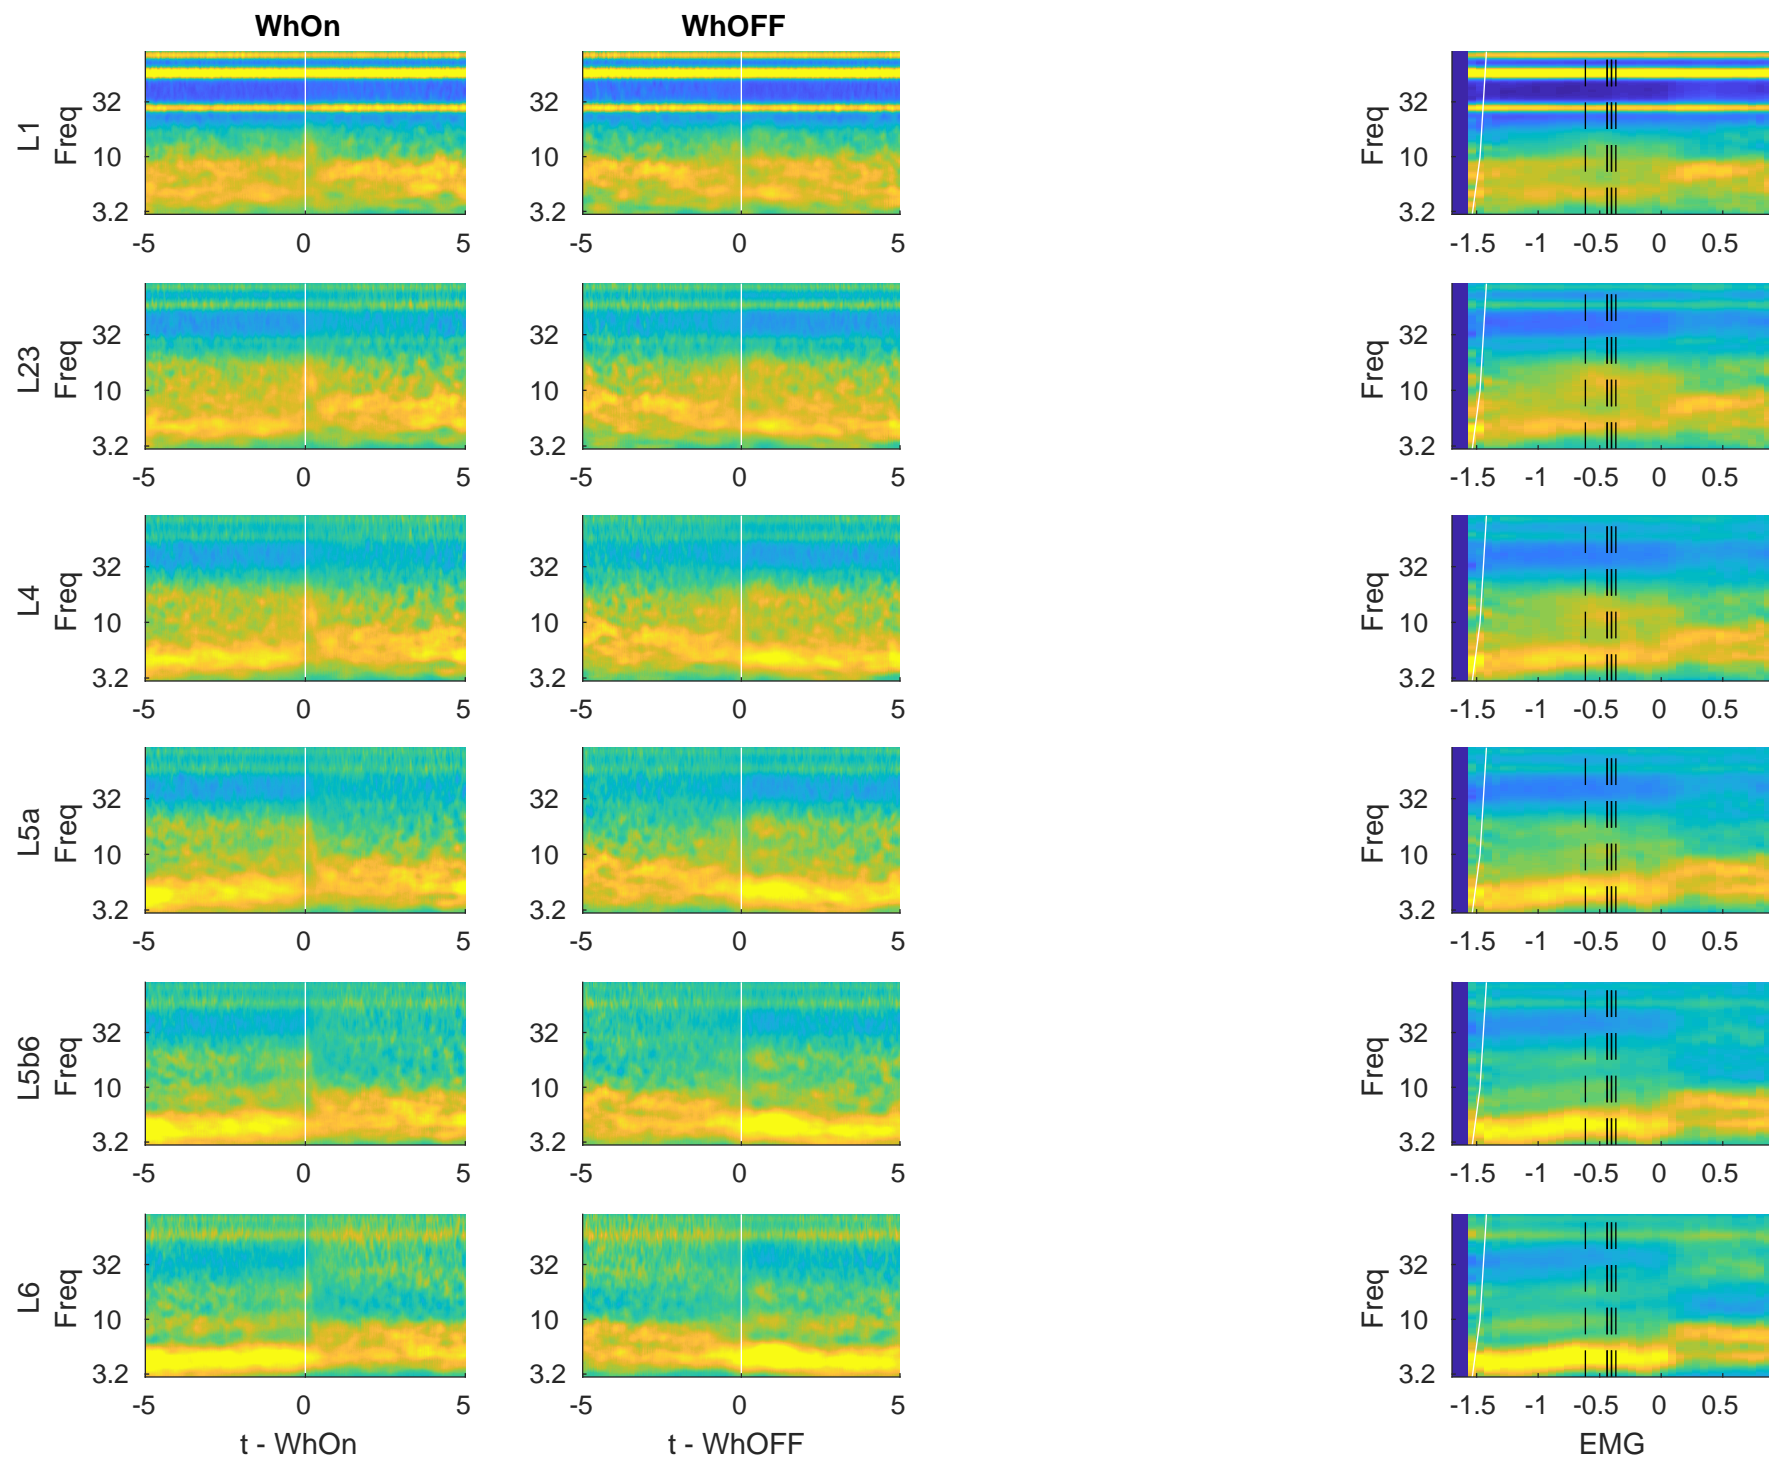 WhOn WhOFF
L1 Freq 32 10 3.2 32 10 3.2 Freq 32 10 3.2
-5 0 5 -5 0 5 -1.5 -1 -0.5 0 0.5
L23 Freq 32 10 3.2 32 10 3.2 Freq 32 10 3.2
-5 0 5 -5 0 5 -1.5 -1 -0.5 0 0.5
L4 Freq 32 10 3.2 32 10 3.2 Freq 32 10 3.2
-5 0 5 -5 0 5 -1.5 -1 -0.5 0 0.5
L5a Freq 32 10 3.2 32 10 3.2 Freq 32 10 3.2
-5 0 5 -5 0 5 -1.5 -1 -0.5 0 0.5
L5b6 Freq 32 10 3.2 32 10 3.2 Freq 32 10 3.2
-5 0 5 -5 0 5 -1.5 -1 -0.5 0 0.5
L6 Freq 32 10 3.2 32 10 3.2 Freq 32 10 3.2
-5 0 5 -5 0 5 -1.5 -1 -0.5 0 0.5
t - WhOn t - WhOFF EMG